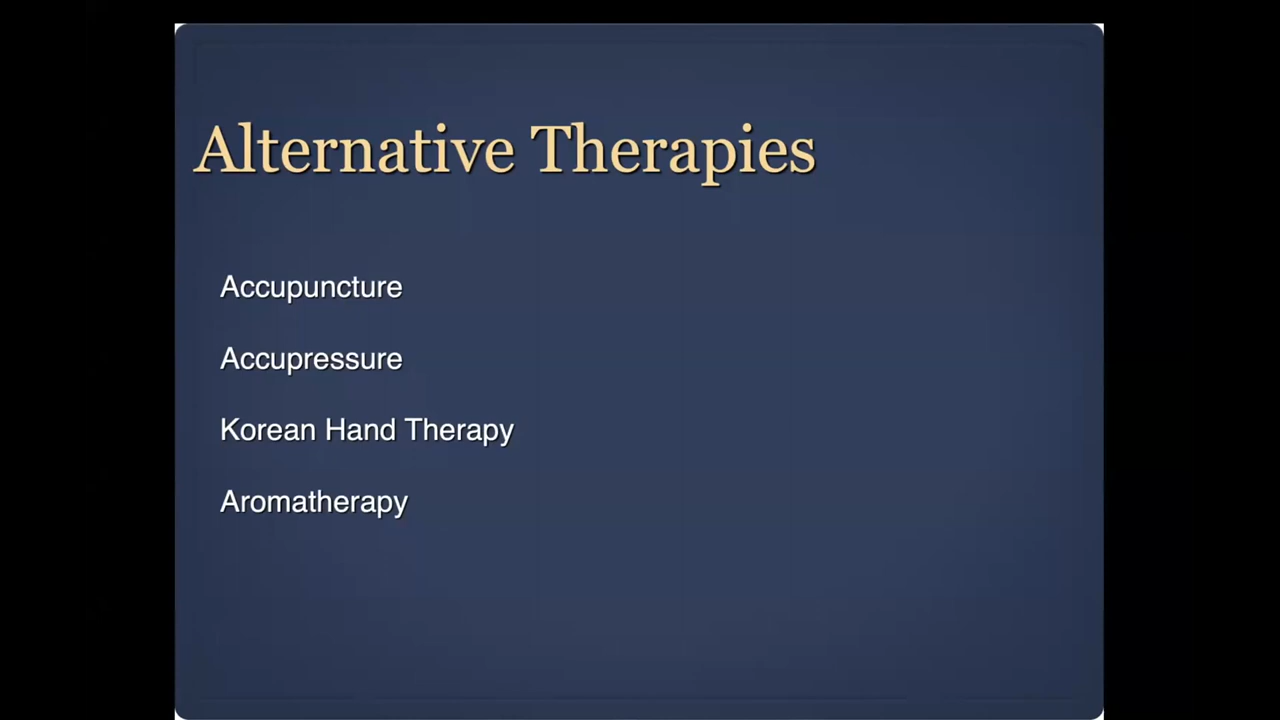 Alternative Therapies
Accupuncture
Accupressure
Korean Hand Therapy
Aromatherapy